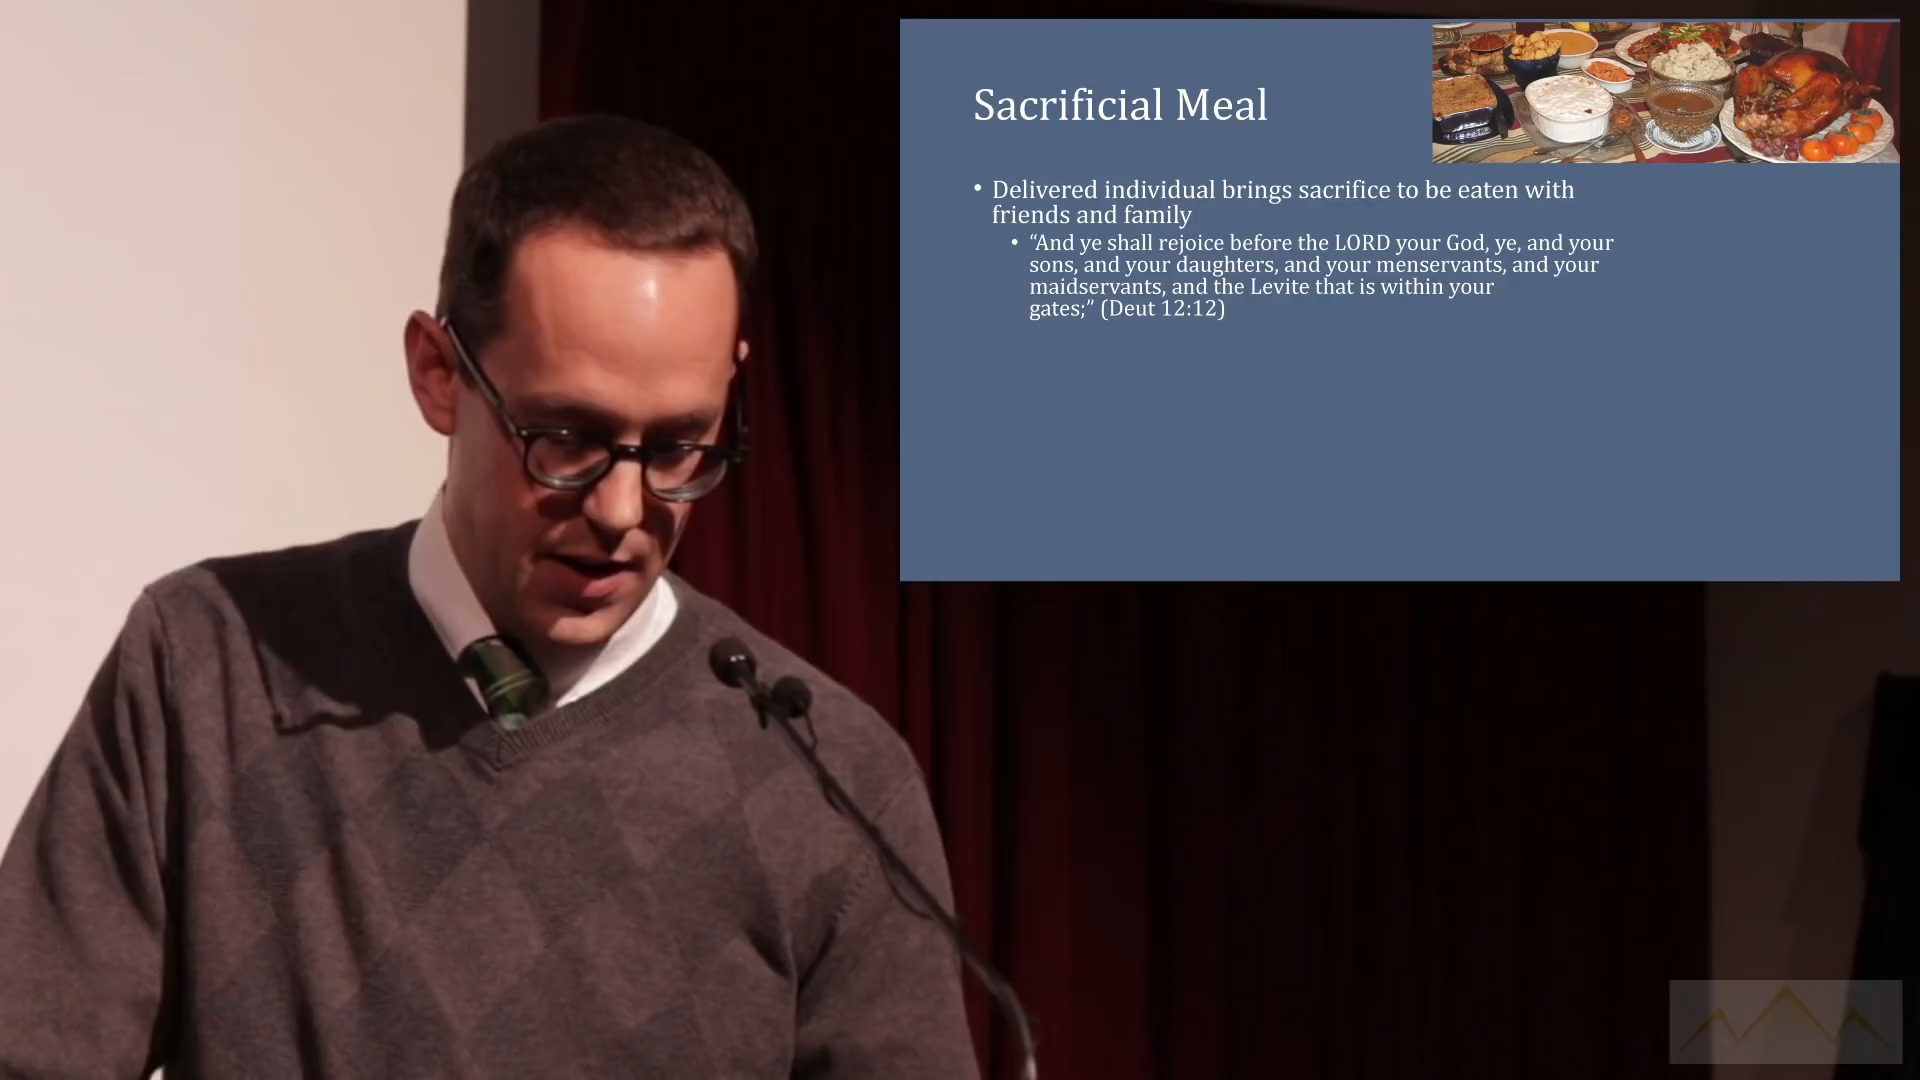 Sacrificial Meal
• Delivered individual brings sacrifice to be eaten with
friends and family
• “And ye shall rejoice before the LORD your God, ye, and your
sons, and your daughters, and your menservants, and your
maidservants, and the Levite that is within your
gates;” (Deut 12:12)